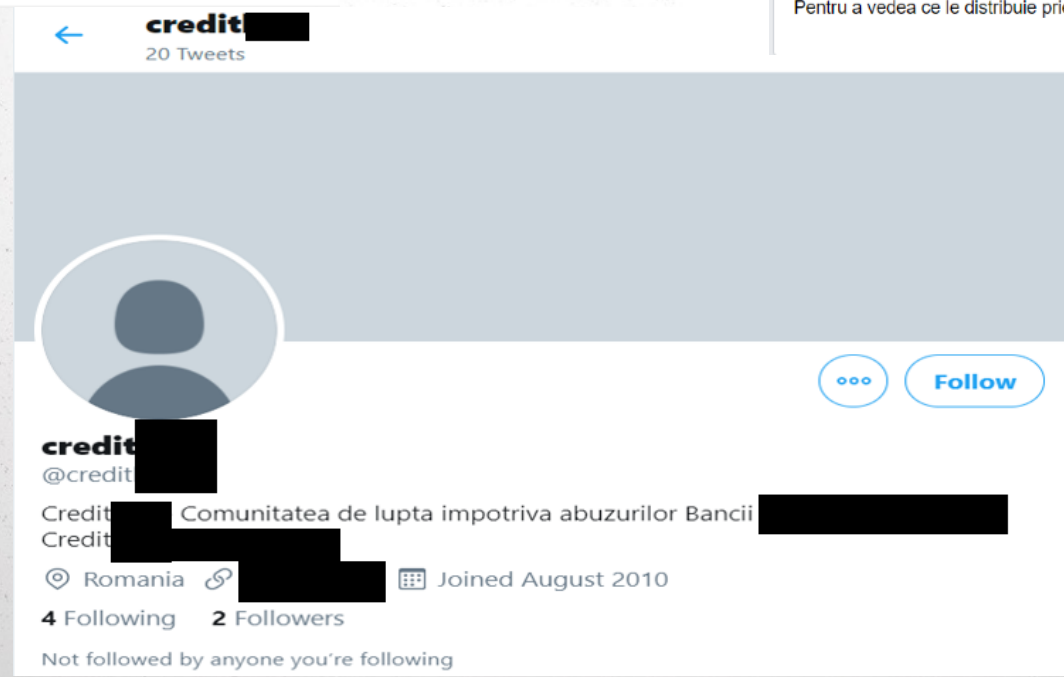 Pentru a vedea ce le distribuie
credit
20 Tweets
Follow
credit
@credit
Credit Comunitatea de lupta impotriva abuzurilor Bancii
Credit
Romania Joined August 2010
4 Following 2 Followers
Not followed by anyone you're following